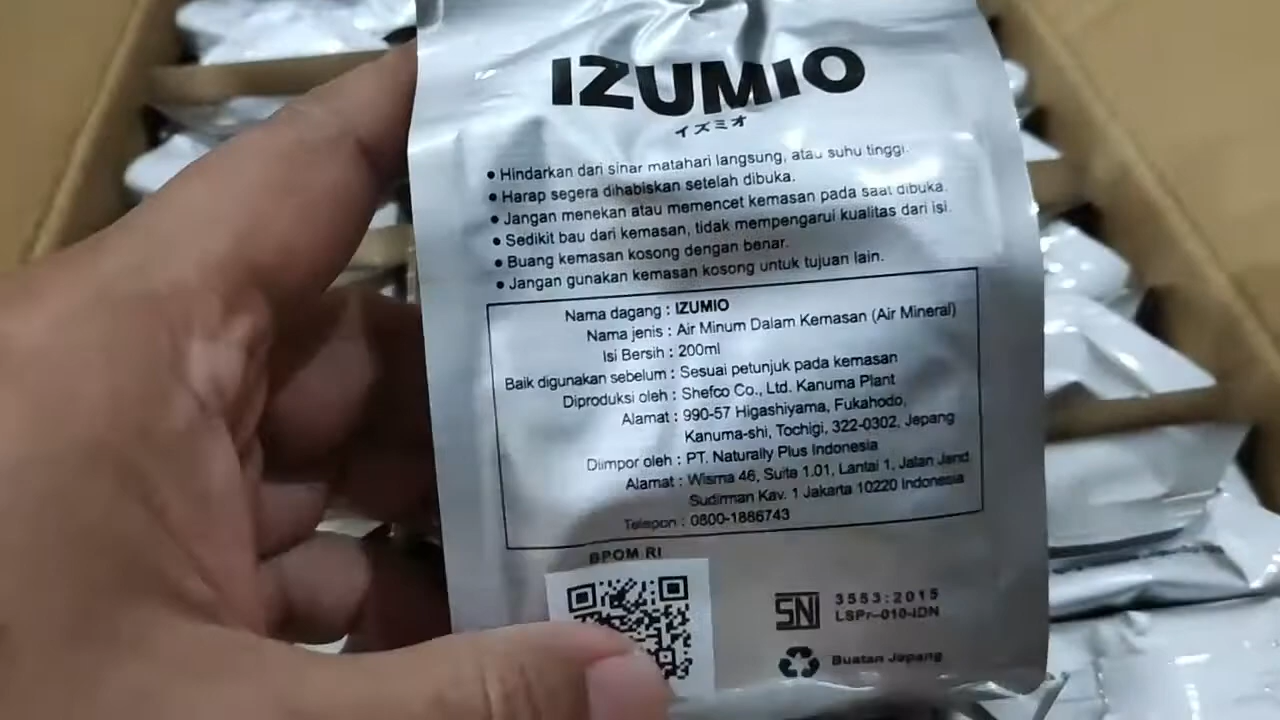 IZUMIO
イズミオ
• Hindarkan dari sinar matahari langsung, atau suhu tinggi.
• Harap segera dihabiskan setelah dibuka.
• Jangan menekan atau memencet kemasan pada saat dibuka.
• Sedikit bau dari kemasan, tidak mempengarui kualitas dari isi.
• Buang kemasan kosong dengan benar.
• Jangan gunakan kemasan kosong untuk tujuan lain.
Nama dagang : IZUMIO
Nama jenis : Air Minum Dalam Kemasan (Air Mineral)
Isi Bersih : 200ml
Baik digunakan sebelum : Sesuai petunjuk pada kemasan
Diproduksi oleh : Shefco Co., Ltd. Kanuma Plant
Alamat : 990-57 Higashiyama, Fukahodo,
Kanuma-shi, Tochigi, 322-0302, Jepang
Diimpor oleh : PT. Naturally Plus Indonesia
Alamat : Wisma 46, Suite 1.01, Lantai 1, Jalan Jend
Sudirman Kav. 1 Jakarta 10220 Indonesia
Telepon : 0800-1886743
BPOM RI
SNI 3553:2015
LSPr-010-IDN
Buatan Jepang